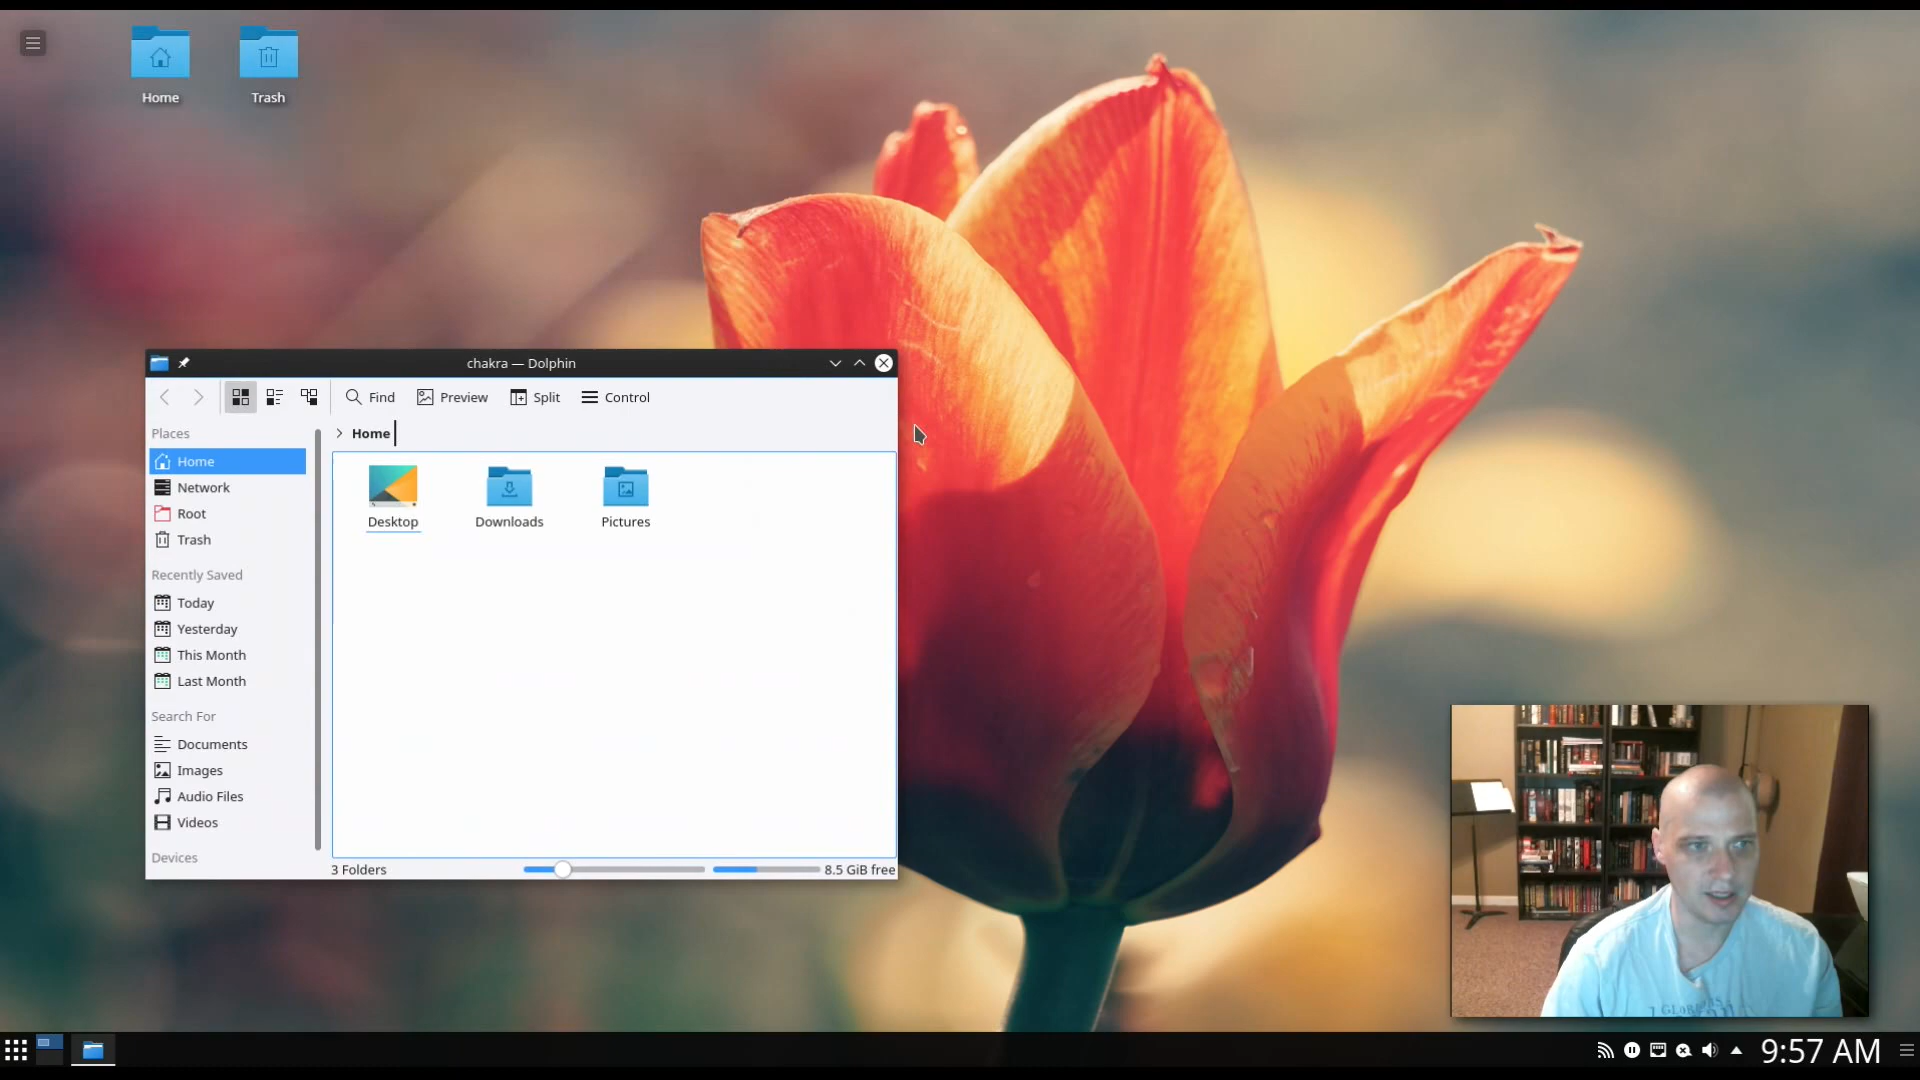 Home
Trash
chakra — Dolphin
Find
Preview
Split
Control
Places
Home
Home
Network
Root
Trash
Recently Saved
Today
Yesterday
This Month
Last Month
Search For
Documents
Images
Audio Files
Videos
Devices
Desktop
Downloads
Pictures
3 Folders
8.5 GiB free
9:57 AM